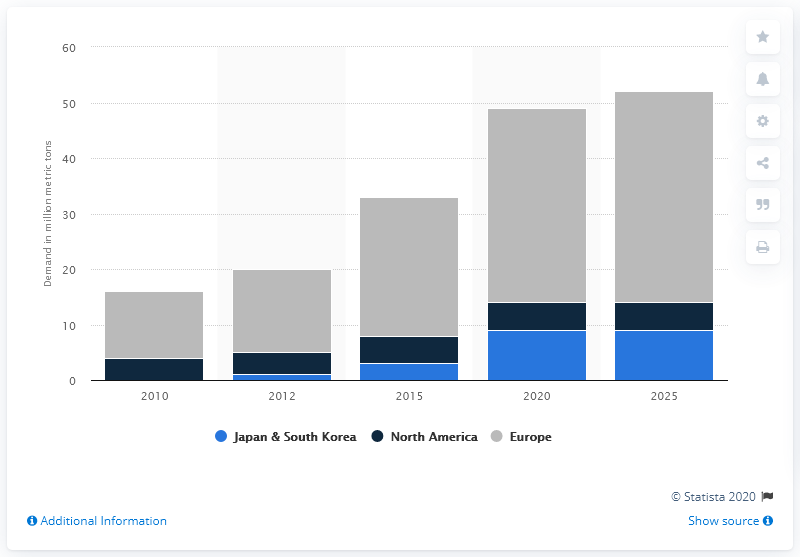 60
50
40
30
20
10
0
Demand in million metric tons
2010 2012 2015 2020 2025
Japan & South Korea North America Europe
© Statista 2020
Additional Information Show source